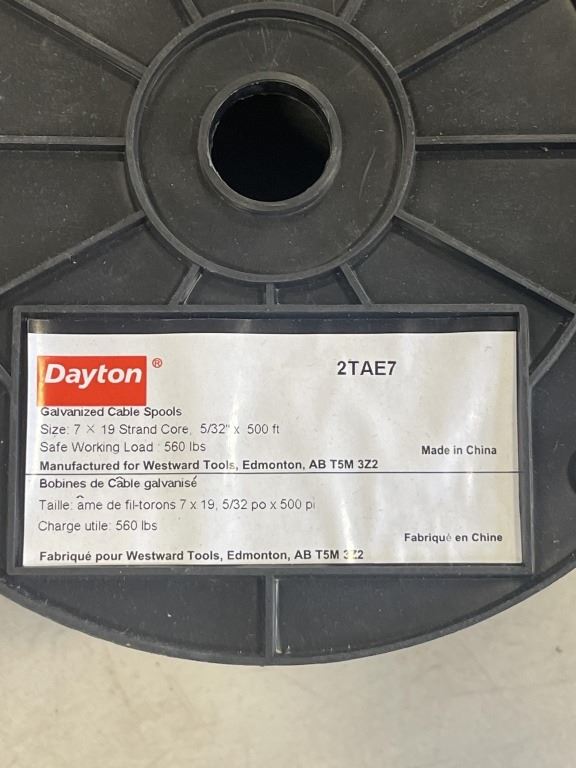 Dayton ® 2TAE7
Galvanized Cable Spools
Size: 7 × 19 Strand Core, 5/32" x 500 ft
Safe Working Load : 560 lbs Made in China
Manufactured for Westward Tools, Edmonton, AB T5M 3Z2
Bobines de Câble galvanisé
Taille: âme de fil-torons 7 x 19, 5/32 po x 500 pi
Charge utile: 560 lbs
Fabriqué en Chine
Fabriqué pour Westward Tools, Edmonton, AB T5M 3Z2